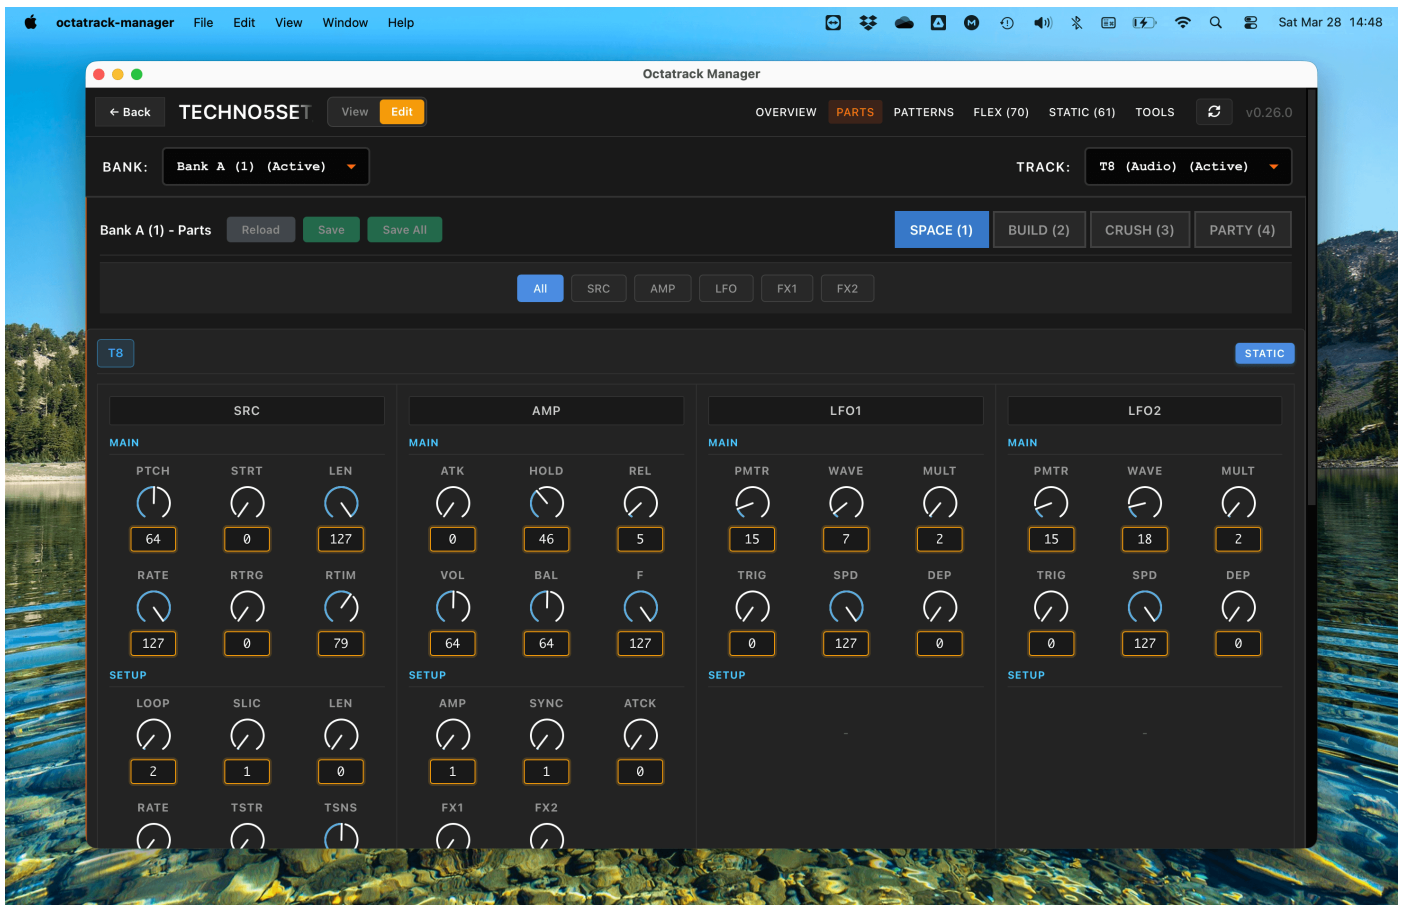 octatrack-manager File Edit View Window Help Sat Mar 28 14:48
Octatrack Manager
← Back TECHNO5SET View Edit OVERVIEW PARTS PATTERNS FLEX (70) STATIC (61) TOOLS v0.26.0
BANK: Bank A (1) (Active) TRACK: T8 (Audio) (Active)
Bank A (1) - Parts Reload Save Save All SPACE (1) BUILD (2) CRUSH (3) PARTY (4)
All SRC AMP LFO FX1 FX2
T8 STATIC
SRC AMP LFO1 LFO2
MAIN MAIN MAIN MAIN
PTCH STRT LEN ATK HOLD REL PMTR WAVE MULT PMTR WAVE MULT
64 0 127 0 46 5 15 7 2 15 18 2
RATE RTRG RTIM VOL BAL F TRIG SPD DEP TRIG SPD DEP
127 0 79 64 64 127 0 127 0 0 127 0
SETUP SETUP SETUP SETUP
LOOP SLIC LEN AMP SYNC ATCK
- -
2 1 0 1 1 0
RATE TSTR TSNS FX1 FX2